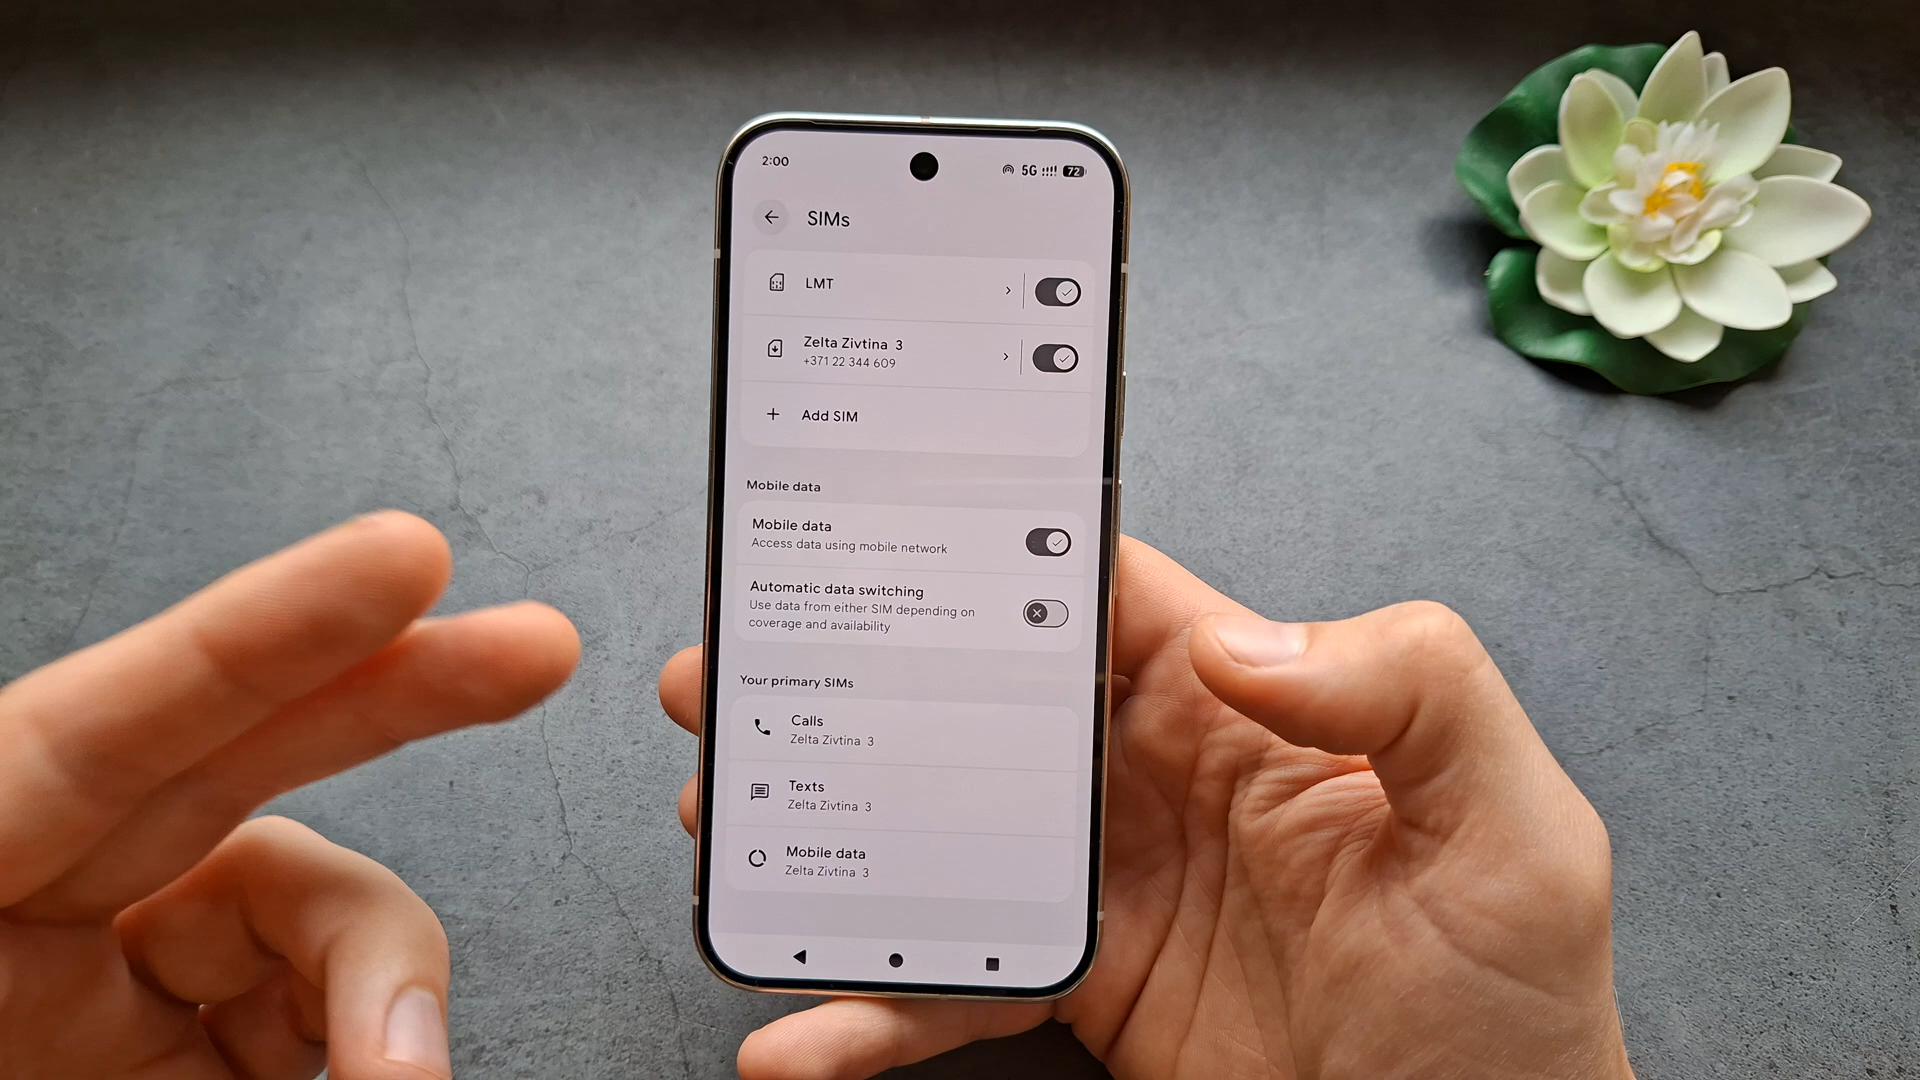 2:00
5G 72
SIMs
LMT
Zelta Zivtina 3
+371 22 344 609
Add SIM
Mobile data
Mobile data
Access data using mobile network
Automatic data switching
Use data from either SIM depending on
coverage and availability
Your primary SIMs
Calls
Zelta Zivtina 3
Texts
Zelta Zivtina 3
Mobile data
Zelta Zivtina 3